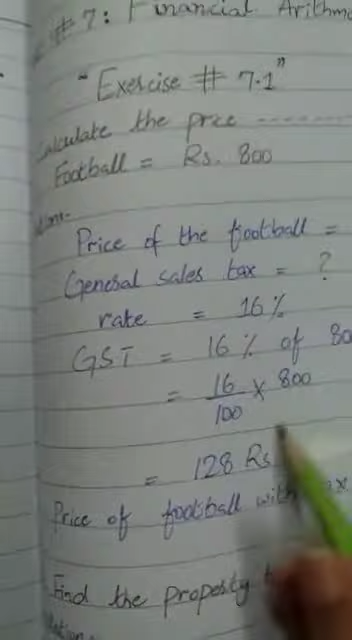 # 7: Financial Arithm
"Exercise # 7.1"
Calculate the price --------
Football = Rs. 800
Price of the football =
General sales tax = ?
rate = 16%
GST = 16% of 80
= 16/100 × 800
= 128 Rs
Price of football with
Find the property